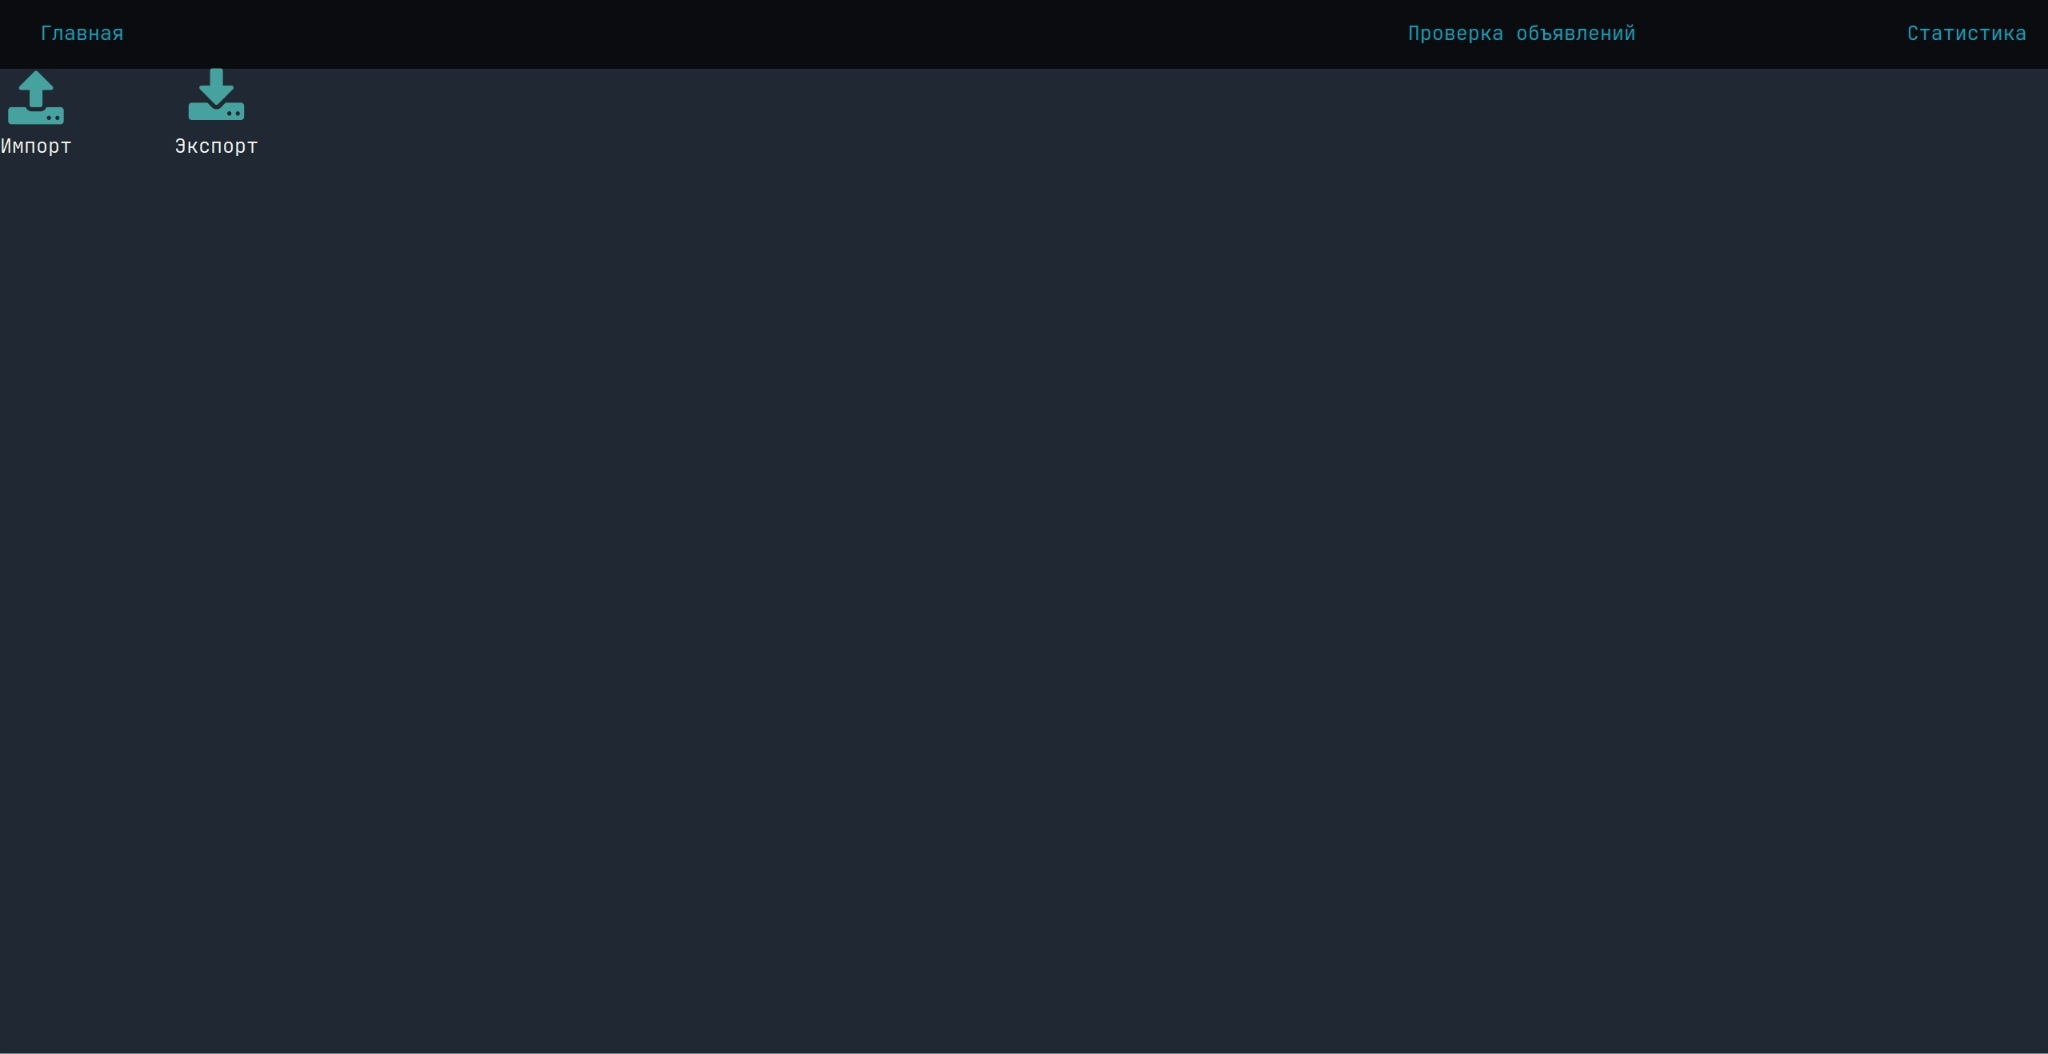 Главная
Проверка объявлений
Статистика
Импорт
Экспорт